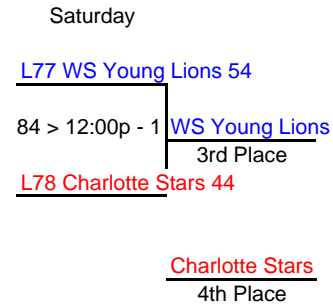 Saturday
L77 WS Young Lions 54
84 > 12:00p - 1 WS Young Lions
3rd Place
L78 Charlotte Stars 44
Charlotte Stars
4th Place